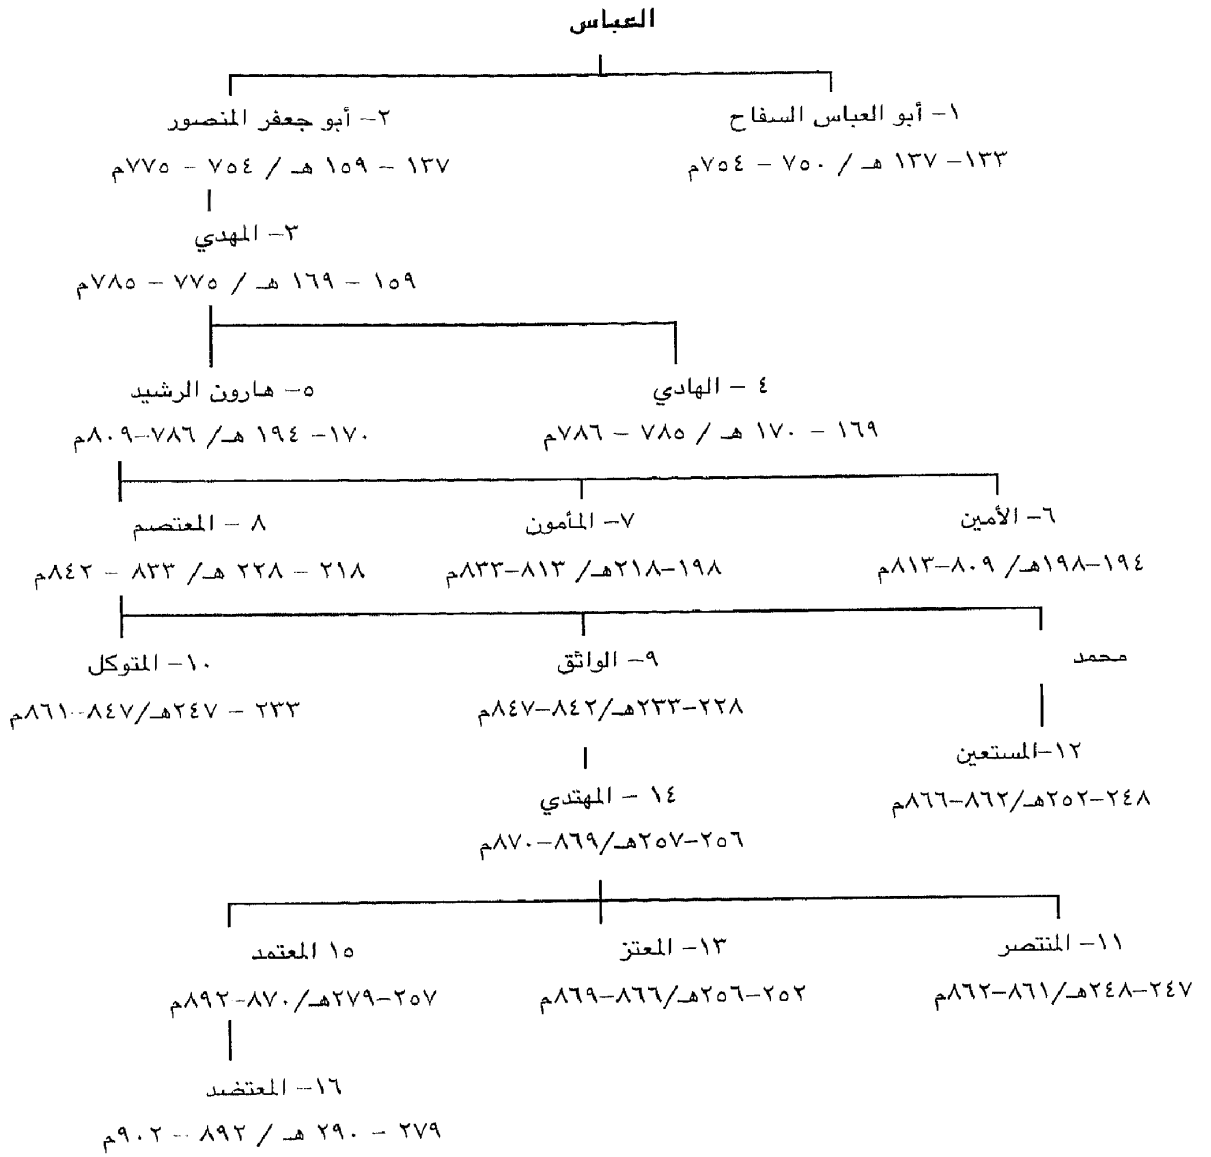 العباس
١- أبو العباس السفاح
١٣٣- ١٣٧ هـ / ٧٥٠ - ٧٥٤م
٢- أبو جعفر المنصور
١٣٧ - ١٥٩ هـ / ٧٥٤ - ٧٧٥م
٣- المهدي
١٥٩ - ١٦٩ هـ / ٧٧٥ - ٧٨٥م
٤ - الهادي
١٦٩ - ١٧٠ هـ / ٧٨٥ - ٧٨٦م
٥- هارون الرشيد
١٧٠- ١٩٤ هـ/ ٧٨٦-٨٠٩م
٦- الأمين
١٩٤-١٩٨هـ/ ٨٠٩-٨١٣م
٧- المأمون
١٩٨-٢١٨هـ/ ٨١٣-٨٣٣م
٨ - المعتصم
٢١٨ - ٢٢٨ هـ/ ٨٣٣ - ٨٤٢م
محمد
٩- الواثق
٢٢٨-٢٣٣هـ/٨٤٢-٨٤٧م
١٠- المتوكل
٢٣٣ - ٢٤٧هـ/٨٤٧-٨٦١م
١٢-المستعين
٢٤٨-٢٥٢هـ/٨٦٢-٨٦٦م
١٤ - المهتدي
٢٥٦-٢٥٧هـ/٨٦٩-٨٧٠م
١١- المنتصر
٢٤٧-٢٤٨هـ/٨٦١-٨٦٢م
١٣- المعتز
٢٥٢-٢٥٦هـ/٨٦٦-٨٦٩م
١٥ المعتمد
٢٥٧-٢٧٩هـ/٨٧٠-٨٩٢م
١٦- المعتضد
٢٧٩ - ٢٩٠ هـ / ٨٩٢ - ٩٠٢م